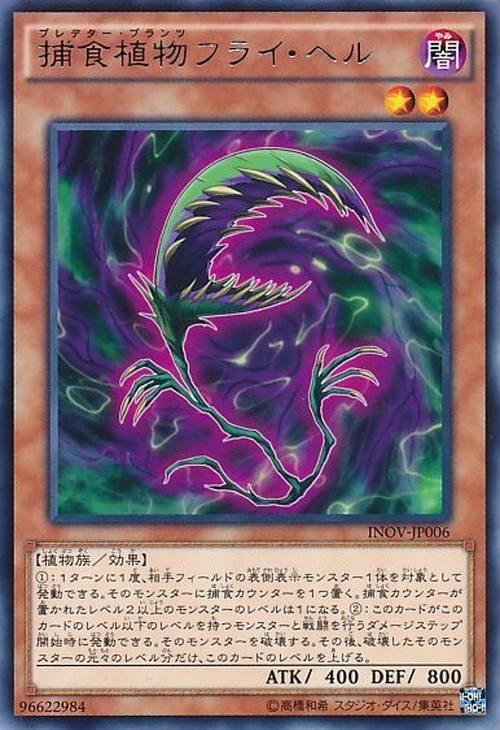 プレデター・プランツ
捕食植物フライ・ヘル
やみ
闇
INOV-JP006
【植物族／効果】
①：１ターンに１度、相手フィールドの表側表示モンスター１体を対象として
発動できる。そのモンスターに捕食カウンターを１つ置く。捕食カウンターが
置かれたレベル２以上のモンスターのレベルは１になる。②：このカードがこの
カードのレベル以下のレベルを持つモンスターと戦闘を行うダメージステップ
開始時に発動できる。そのモンスターを破壊する。その後、破壊したそのモン
スターの元々のレベル分だけ、このカードのレベルを上げる。
ATK/ 400 DEF/ 800
96622984
©高橋和希 スタジオ・ダイス/集英社